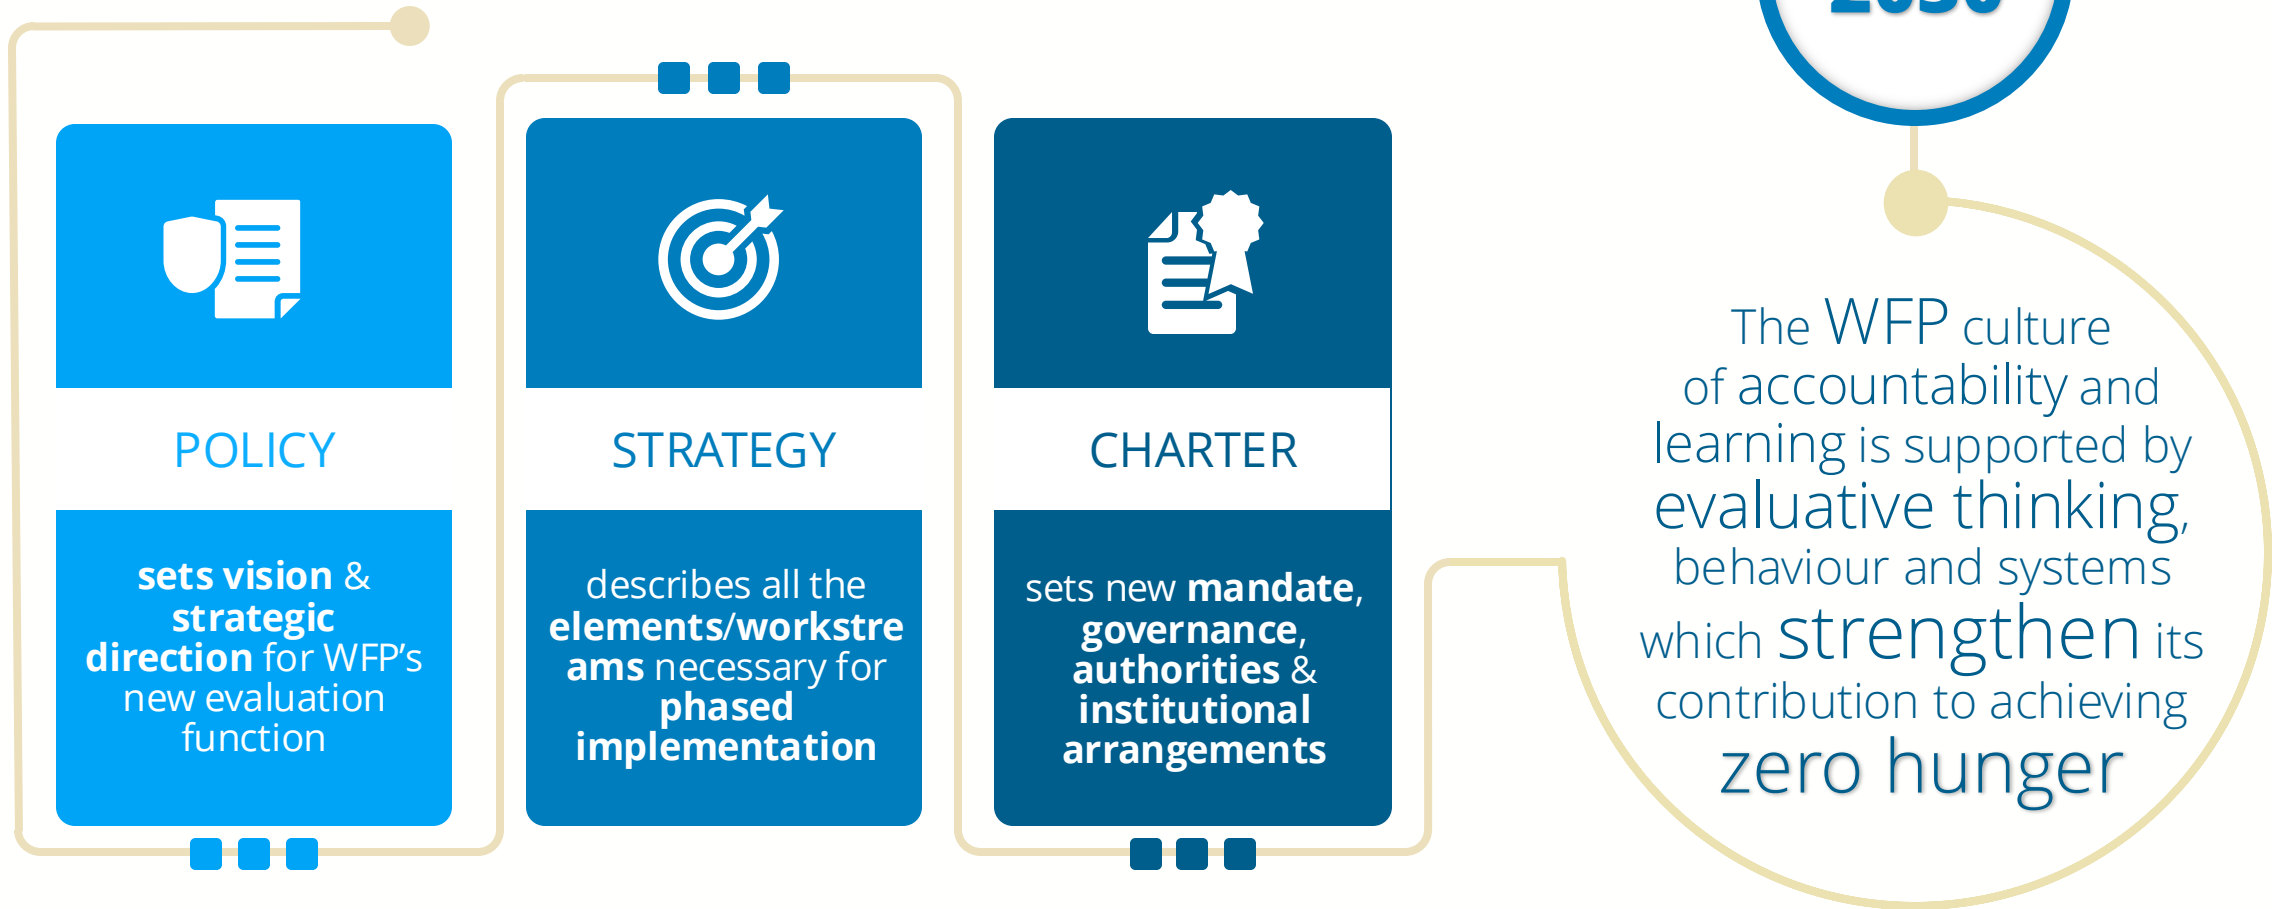 2030
POLICY
sets vision &
strategic
direction for WFP's
new evaluation
function
STRATEGY
describes all the
elements/workstre
ams necessary for
phased
implementation
CHARTER
sets new mandate,
governance,
authorities &
institutional
arrangements
The WFP culture
of accountability and
learning is supported by
evaluative thinking,
behaviour and systems
which strengthen its
contribution to achieving
zero hunger